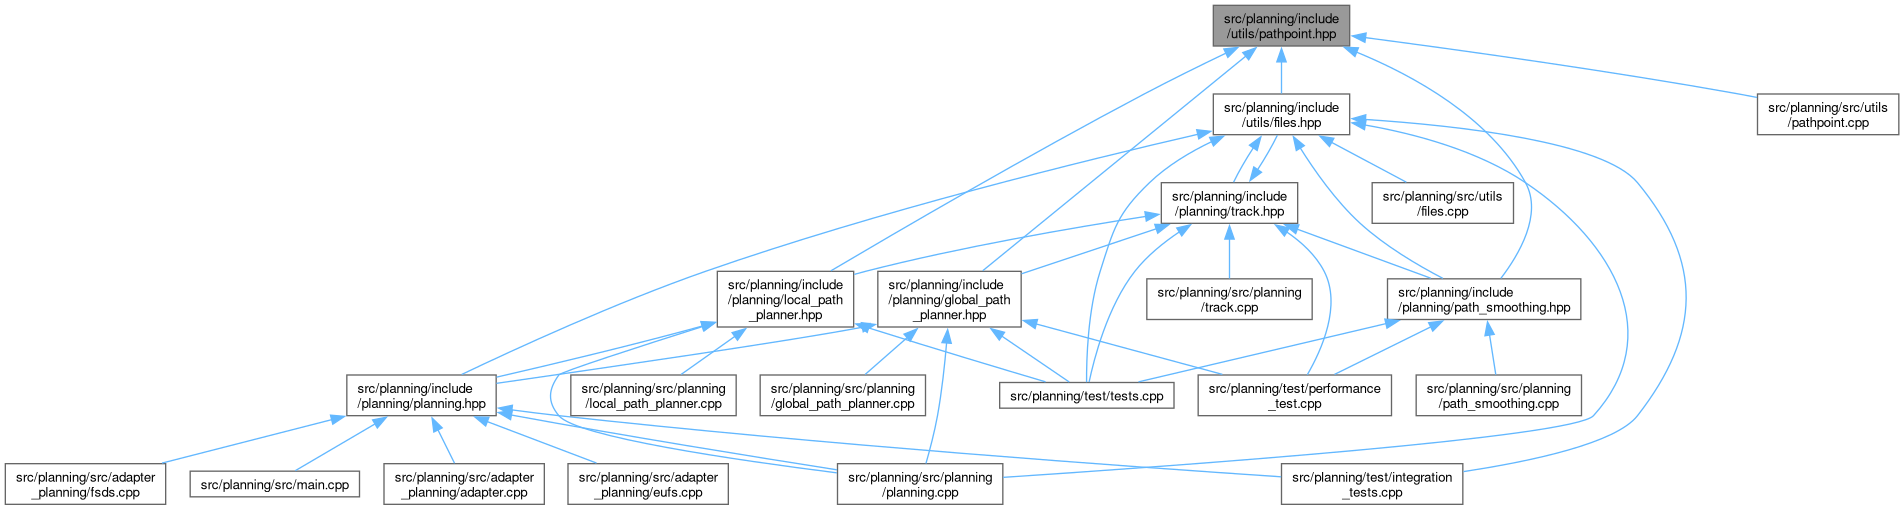 src/planning/include
/utils/pathpoint.hpp
src/planning/include
/utils/files.hpp
src/planning/src/utils
/pathpoint.cpp
src/planning/include
/planning/track.hpp
src/planning/src/utils
/files.cpp
src/planning/include
/planning/local_path
_planner.hpp
src/planning/include
/planning/global_path
_planner.hpp
src/planning/src/planning
/track.cpp
src/planning/include
/planning/path_smoothing.hpp
src/planning/include
/planning/planning.hpp
src/planning/src/planning
/local_path_planner.cpp
src/planning/src/planning
/global_path_planner.cpp
src/planning/test/tests.cpp
src/planning/test/performance
_test.cpp
src/planning/src/planning
/path_smoothing.cpp
src/planning/src/adapter
_planning/fsds.cpp
src/planning/src/main.cpp
src/planning/src/adapter
_planning/adapter.cpp
src/planning/src/adapter
_planning/eufs.cpp
src/planning/src/planning
/planning.cpp
src/planning/test/integration
_tests.cpp